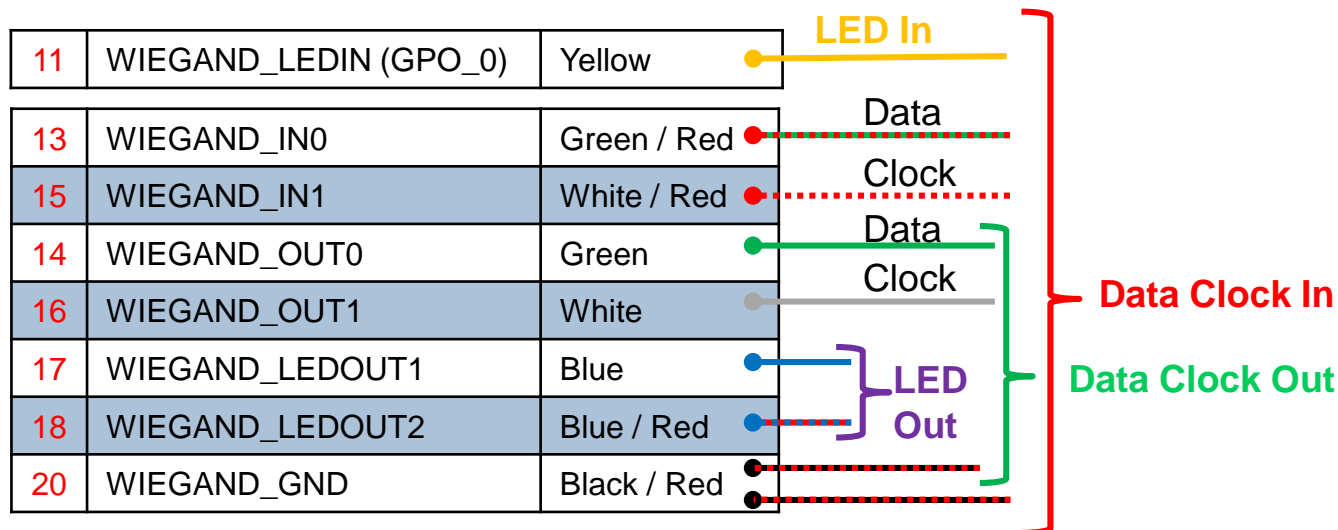 LED In
11 WIEGAND_LEDIN (GPO_0) Yellow
13 WIEGAND_IN0 Green / Red Data
15 WIEGAND_IN1 White / Red Clock
14 WIEGAND_OUT0 Green Data
16 WIEGAND_OUT1 White Clock
Data Clock In
17 WIEGAND_LEDOUT1 Blue
LED Out
Data Clock Out
18 WIEGAND_LEDOUT2 Blue / Red
20 WIEGAND_GND Black / Red